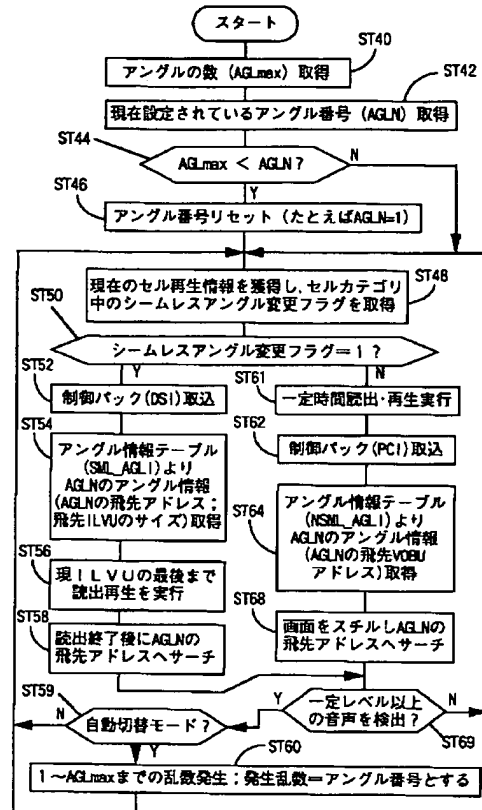 スタート
ST40
アングルの数 (AGLmax) 取得
ST42
現在設定されているアングル番号 (AGLN) 取得
ST44
AGLmax < AGLN ?
N
Y
ST46
アングル番号リセット (たとえばAGLN=1)
現在のセル再生情報を獲得し、セルカテゴリ
中のシームレスアングル変更フラグを取得
ST48
ST50
シームレスアングル変更フラグ=1 ?
Y
N
ST52
制御パック(DSI)取込
ST61
一定時間読出・再生実行
ST62
制御パック(PCI)取込
ST54
アングル情報テーブル
(SML_AGLI)より
AGLNのアングル情報
(AGLNの飛先アドレス;
飛先ILVUのサイズ)取得
ST64
アングル情報テーブル
(NSML_AGLI)より
AGLNのアングル情報
(AGLNの飛先VOBU
アドレス)取得
ST56
現ILVUの最後まで
読出再生を実行
ST58
読出終了後にAGLNの
飛先アドレスへサーチ
ST68
画面をスチルしAGLNの
飛先アドレスへサーチ
ST59
自動切替モード?
N
Y
一定レベル以上
の音声を検出?
Y
N
ST69
ST60
1~AGLmaxまでの乱数発生;発生乱数=アングル番号とする